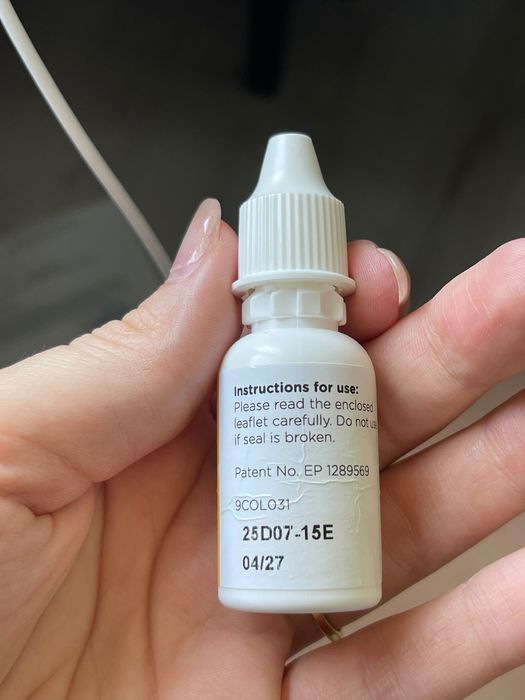 Instructions for use:
Please read the enclosed
leaflet carefully. Do not use
if seal is broken.
Patent No. EP 1289569
9COL031
25D07-15E
04/27